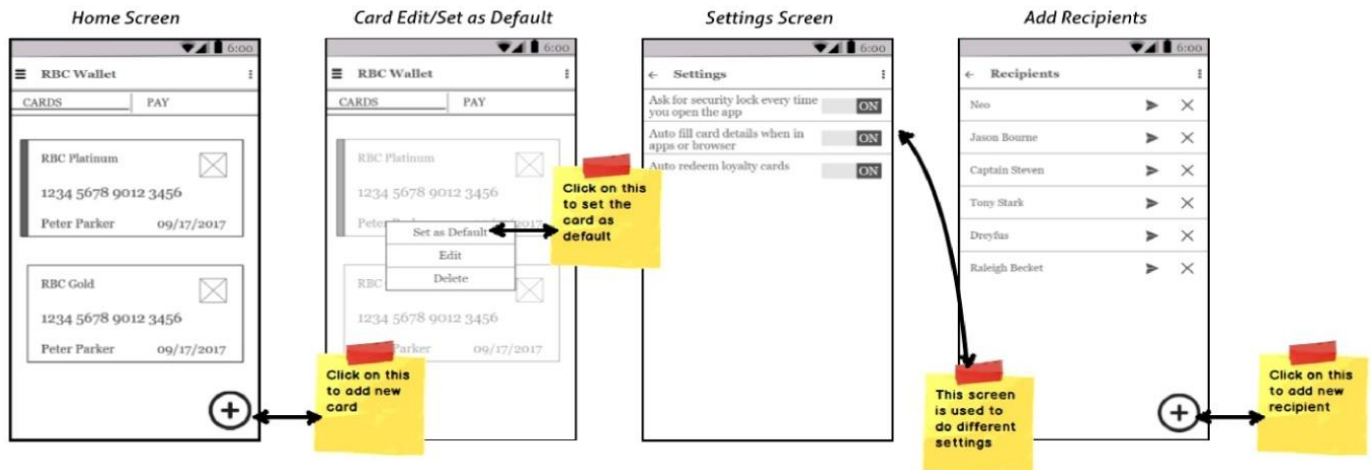 Home Screen
6:00
RBC Wallet
CARDS PAY
RBC Platinum
1234 5678 9012 3456
Peter Parker 09/17/2017
RBC Gold
1234 5678 9012 3456
Peter Parker 09/17/2017
Card Edit/Set as Default
6:00
RBC Wallet
CARDS PAY
RBC Platinum
1234 5678 9012 3456
Set as Default
Edit
Delete
RBC
1234 5678 9012 3456
Parker 09/17/2017
Click on this
to add new
card
Click on this
to set the
card as
default
Settings Screen
6:00
Settings
Ask for security lock every time
you open the app
ON
Auto fill card details when in
apps or browser
ON
Auto redeem loyalty cards
ON
This screen
is used to
do different
settings
Add Recipients
6:00
Recipients
Neo
Jason Bourne
Captain Steven
Tony Stark
Dreyfus
Raleigh Becket
Click on this
to add new
recipient